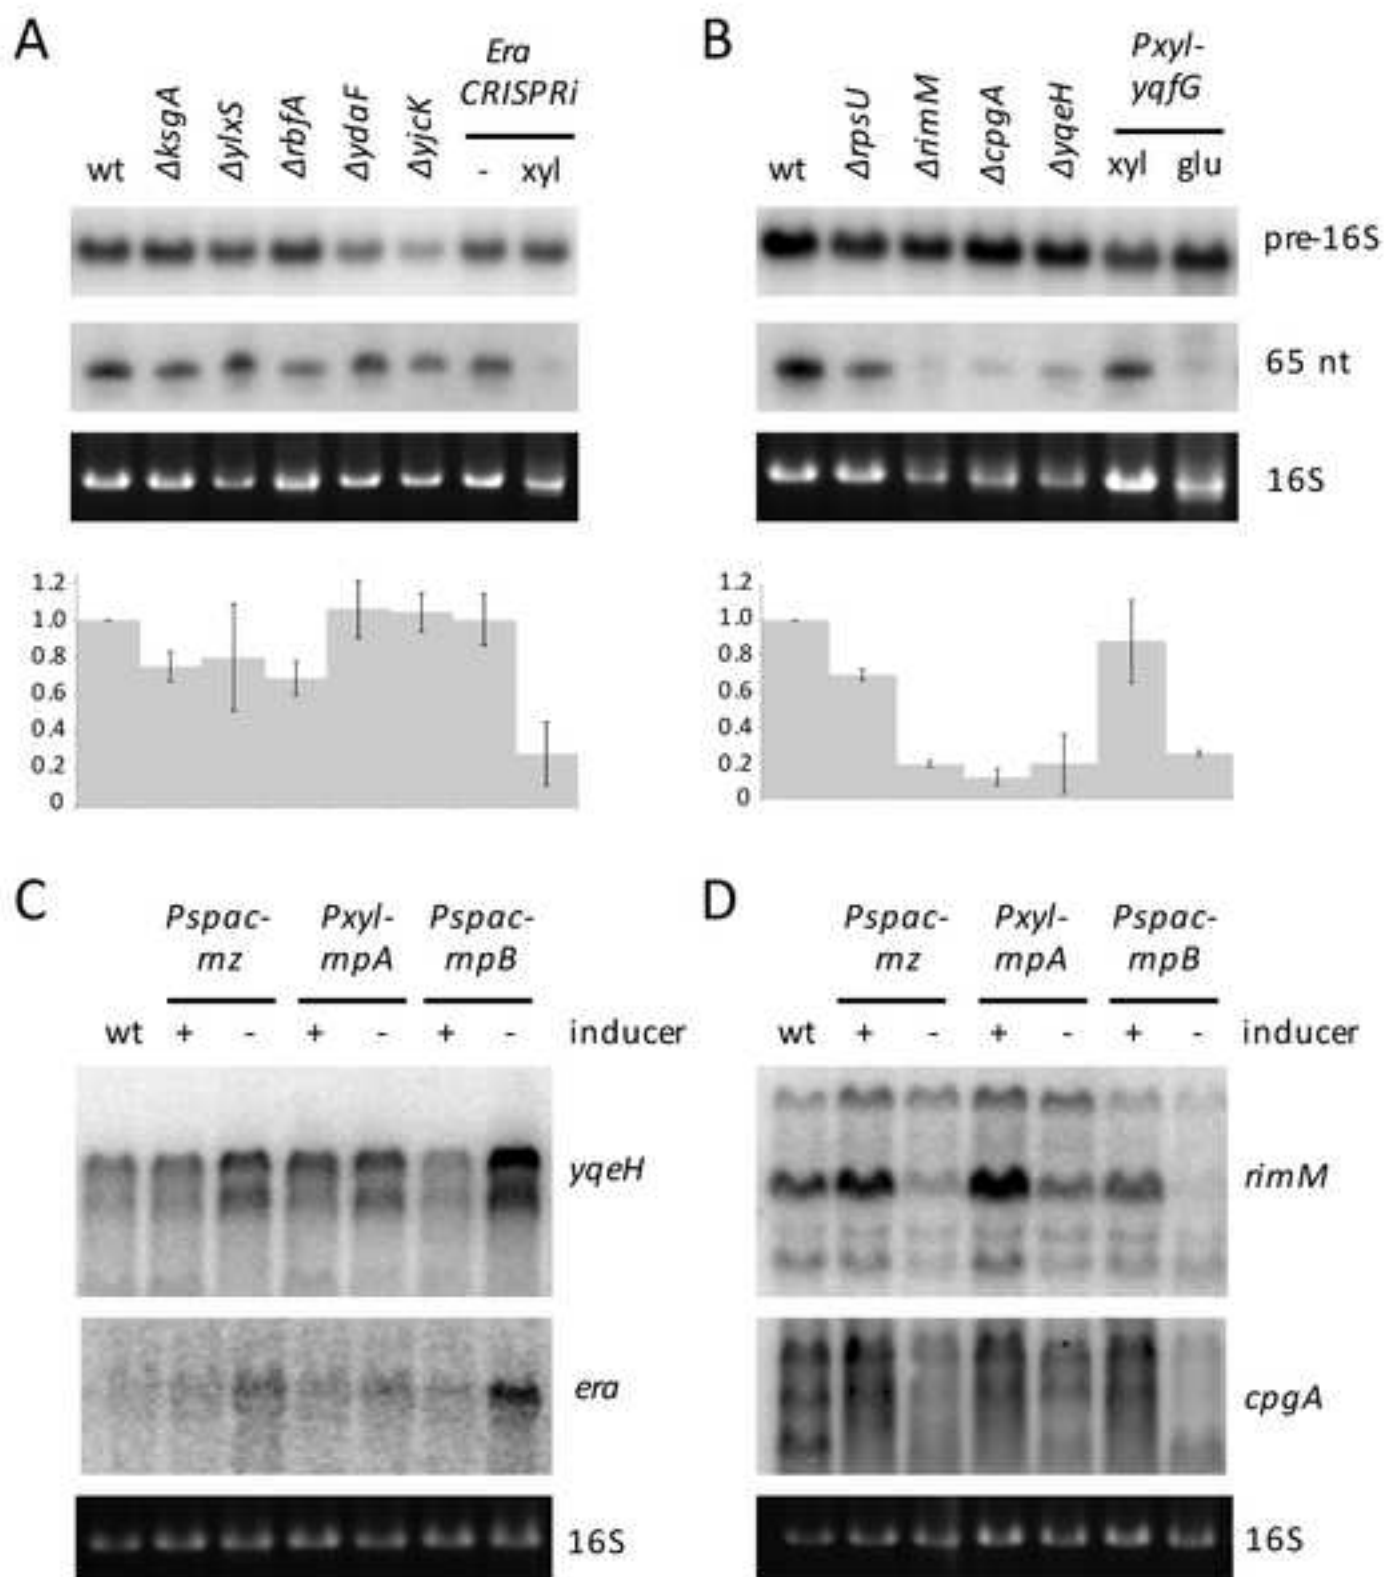 A
Era
CRISPRi
wt ΔksgA ΔylxS ΔrbfA ΔydaF ΔyjcK - xyl
1.2
1.0
0.8
0.6
0.4
0.2
0
B
Pxyl-
yqfG
wt ΔrpsU ΔrimM ΔcpgA ΔyqeH xyl glu
pre-16S
65 nt
16S
1.2
1.0
0.8
0.6
0.4
0.2
0
C
Pspac- Pxyl- Pspac-
rnz rnpA rnpB
wt + - + - + - inducer
yqeH
era
16S
D
Pspac- Pxyl- Pspac-
rnz rnpA rnpB
wt + - + - + - inducer
rimM
cpgA
16S